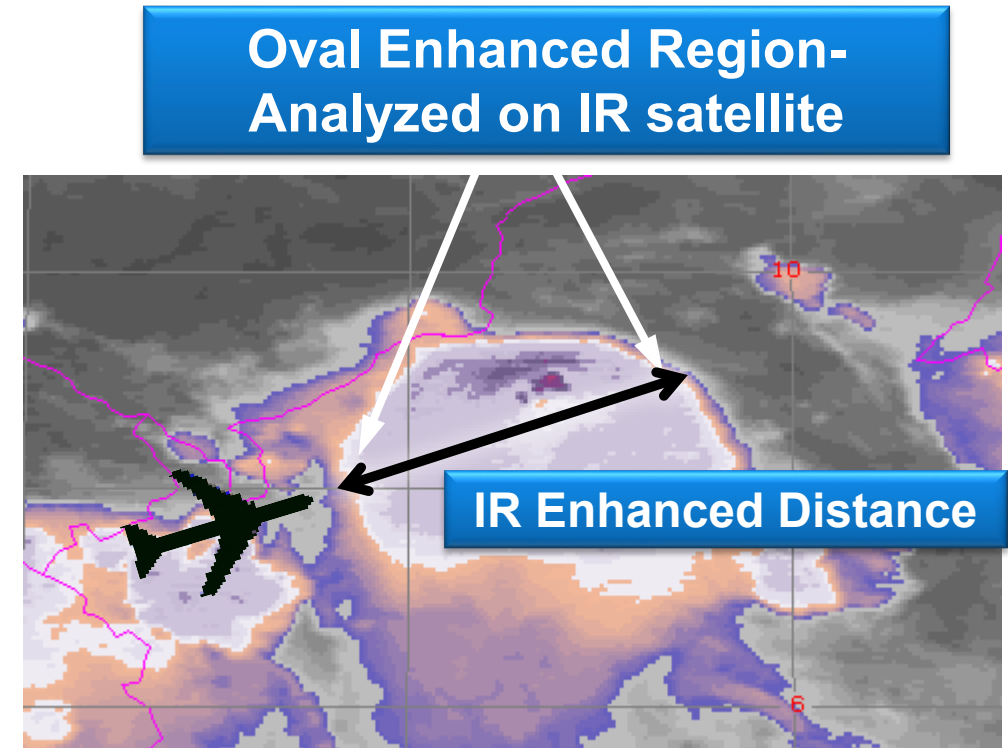 Oval Enhanced Region-
Analyzed on IR satellite
10
IR Enhanced Distance
6